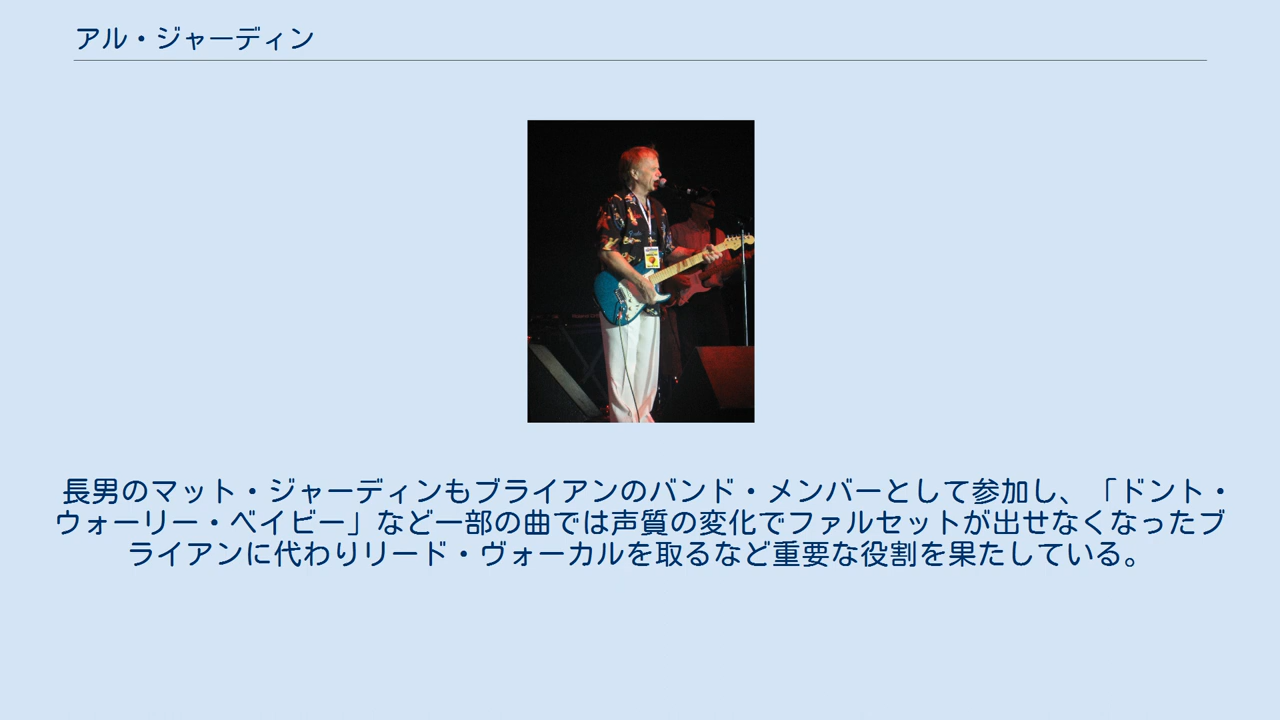 アル・ジャーディン
長男のマット・ジャーディンもブライアンのバンド・メンバーとして参加し、「ドント・
ウォーリー・ベイビー」など一部の曲では声質の変化でファルセットが出せなくなったブ
ライアンに代わりリード・ヴォーカルを取るなど重要な役割を果たしている。